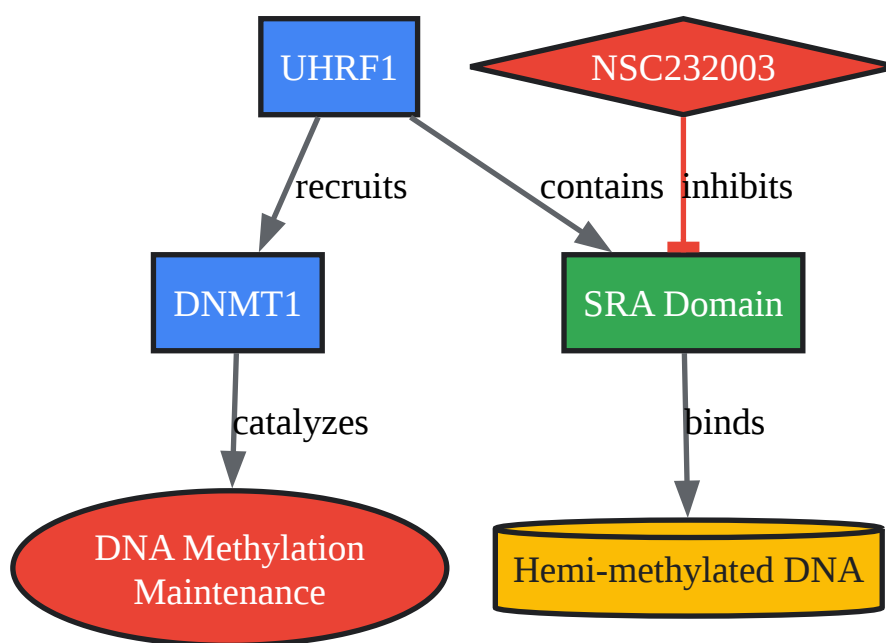 UHRF1
NSC232003
recruits
contains
inhibits
DNMT1
SRA Domain
catalyzes
binds
DNA Methylation
Maintenance
Hemi-methylated DNA